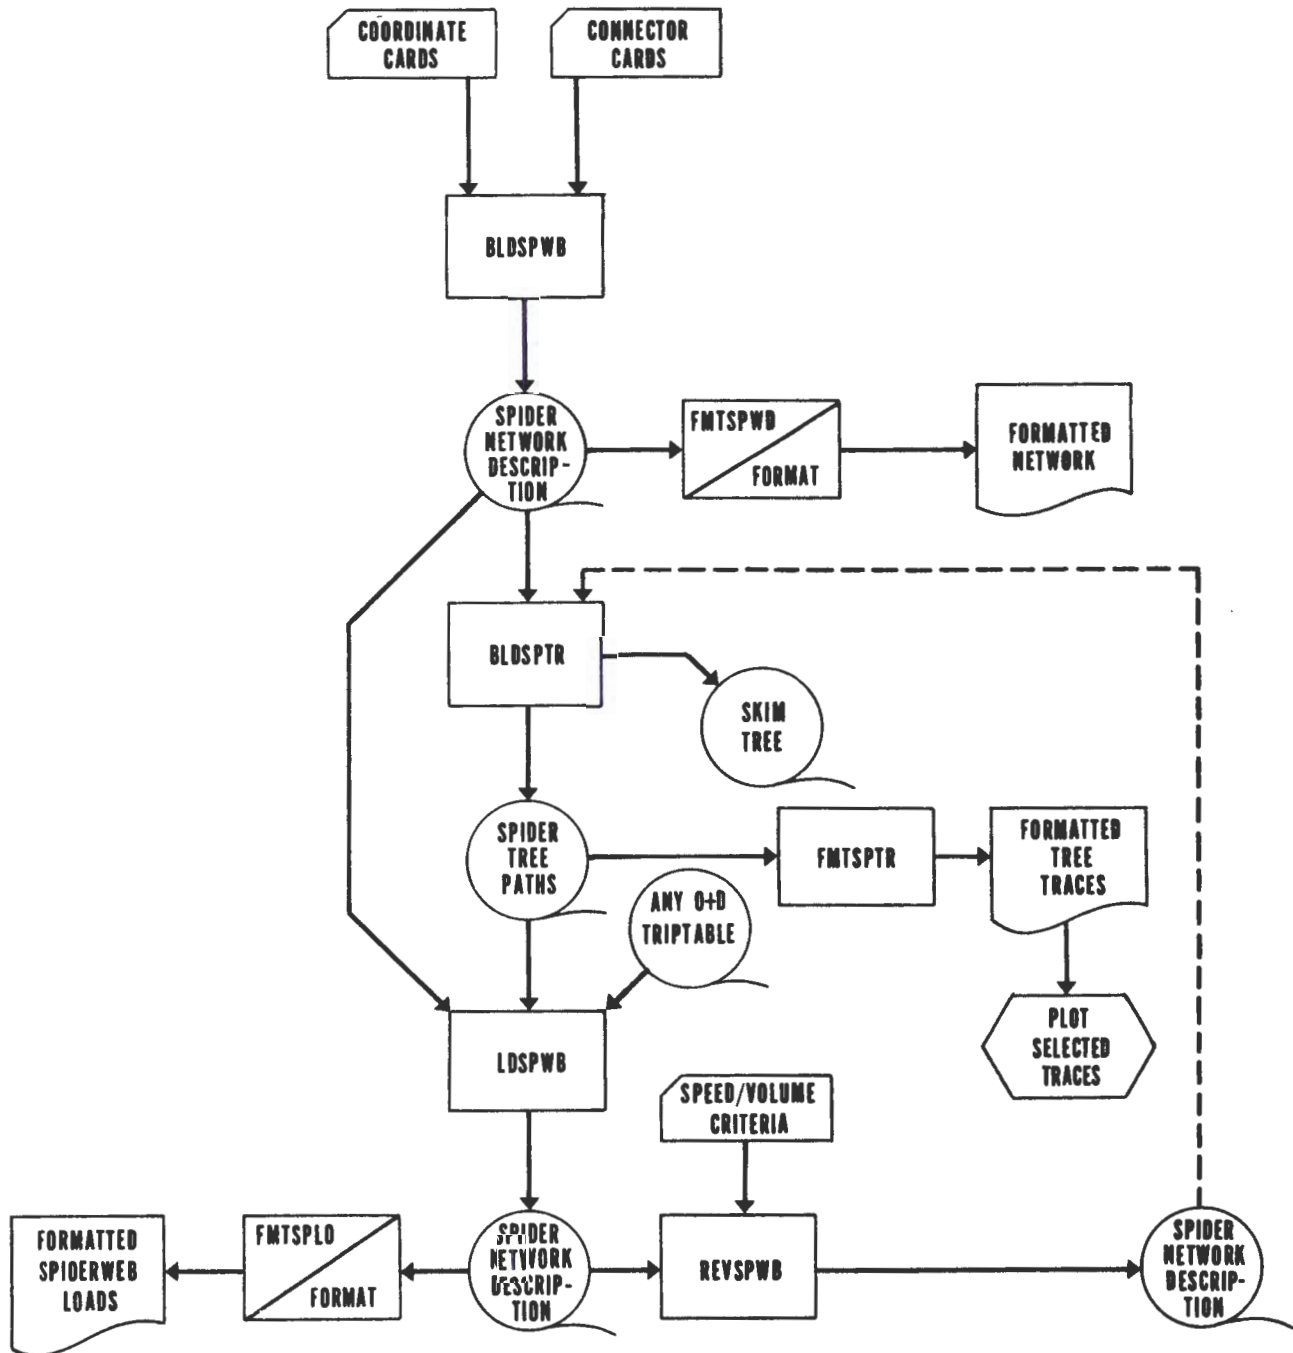 COORDINATE
CARDS
CONNECTOR
CARDS
BLDSPWB
SPIDER
NETWORK
DESCRIP-
TION
FMTSPWD
FORMAT
FORMATTED
NETWORK
BLDSPTR
SKIM
TREE
SPIDER
TREE
PATHS
FMTSPTR
FORMATTED
TREE
TRACES
ANY O+D
TRIPTABLE
PLOT
SELECTED
TRACES
LDSPWB
SPEED/VOLUME
CRITERIA
FORMATTED
SPIDERWEB
LOADS
FMTSPLO
FORMAT
SPIDER
NETWORK
DESCRIP-
TION
REVSPWB
SPIDER
NETWORK
DESCRIP-
TION